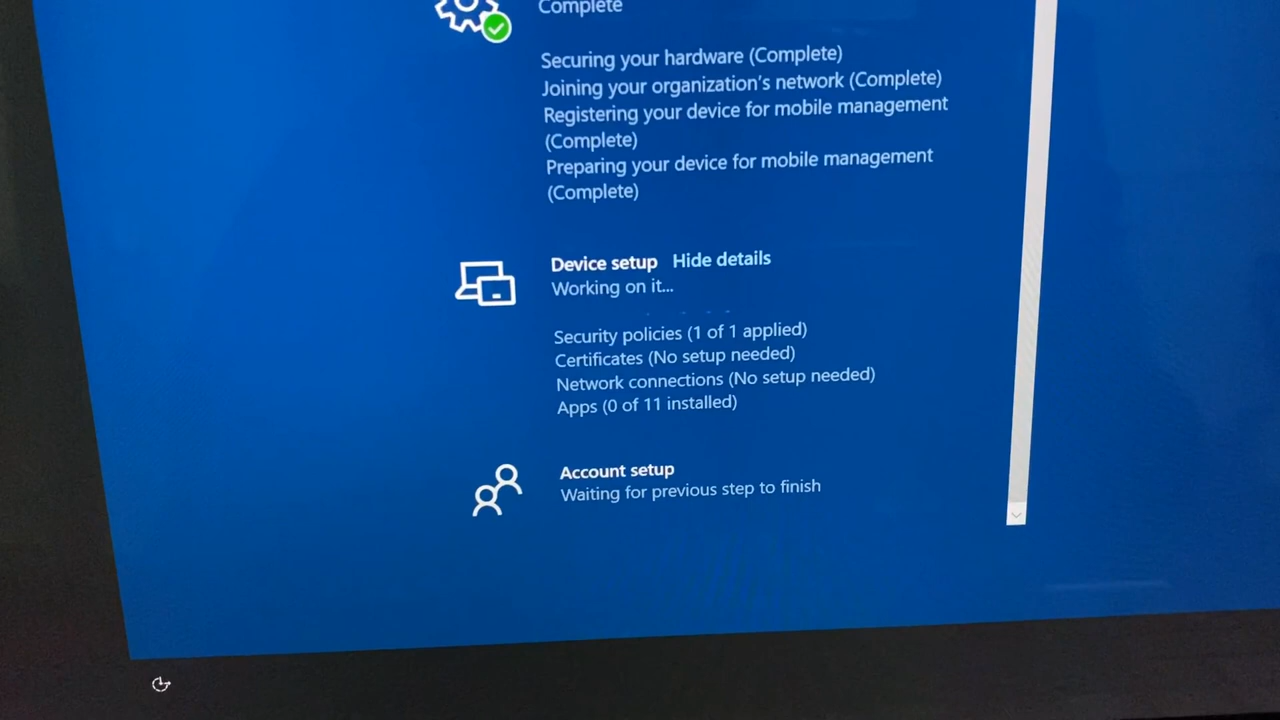 Complete
Securing your hardware (Complete)
Joining your organization's network (Complete)
Registering your device for mobile management
(Complete)
Preparing your device for mobile management
(Complete)
Device setup Hide details
Working on it...
Security policies (1 of 1 applied)
Certificates (No setup needed)
Network connections (No setup needed)
Apps (0 of 11 installed)
Account setup
Waiting for previous step to finish